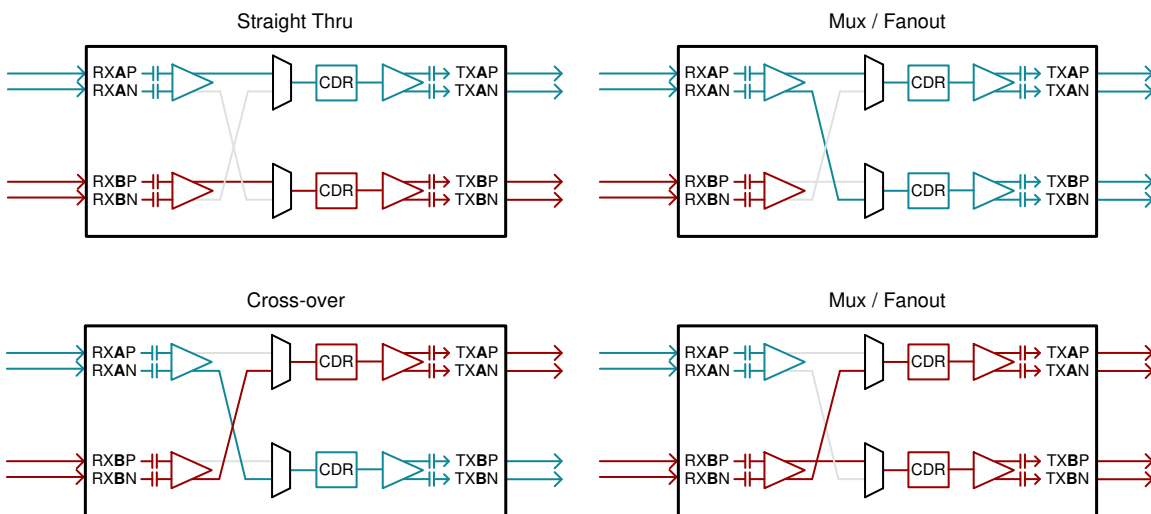 Straight Thru
RXAP
RXAN
CDR
TXAP
TXAN
RXBP
RXBN
CDR
TXBP
TXBN
Mux / Fanout
RXAP
RXAN
CDR
TXAP
TXAN
RXBP
RXBN
CDR
TXBP
TXBN
Cross-over
RXAP
RXAN
CDR
TXAP
TXAN
RXBP
RXBN
CDR
TXBP
TXBN
Mux / Fanout
RXAP
RXAN
CDR
TXAP
TXAN
RXBP
RXBN
CDR
TXBP
TXBN